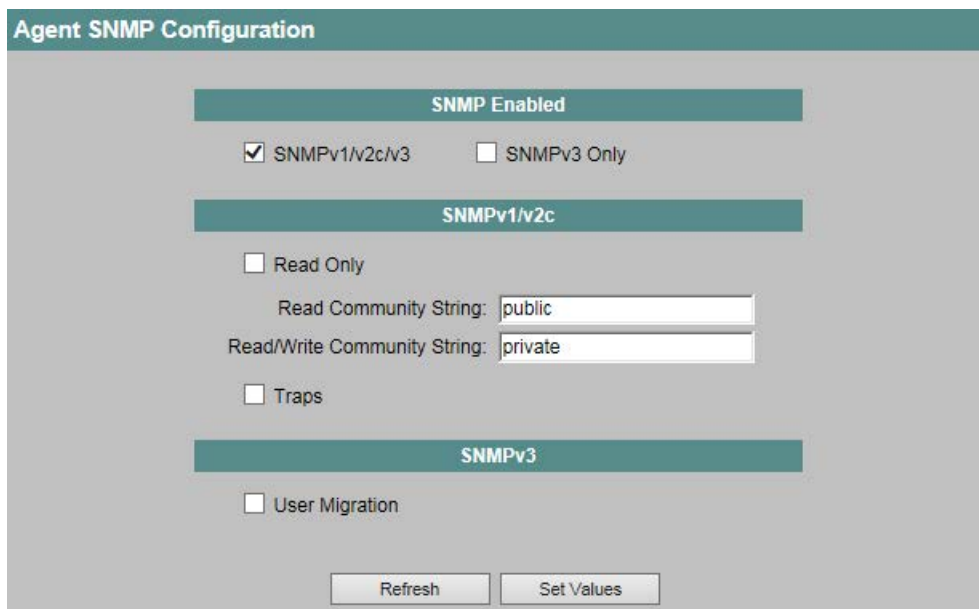 Agent SNMP Configuration
SNMP Enabled
SNMPv1/v2c/v3 SNMPv3 Only
SNMPv1/v2c
Read Only
Read Community String: public
Read/Write Community String: private
Traps
SNMPv3
User Migration
Refresh Set Values